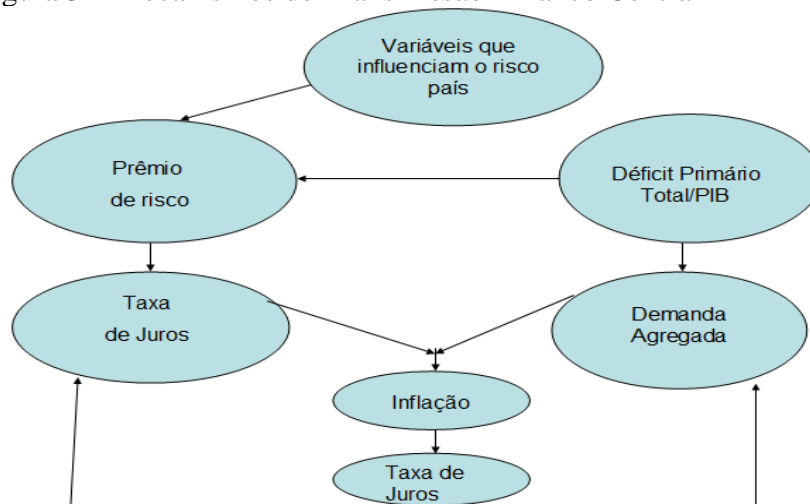 Variáveis que
influenciam o risco
país
Prêmio
de risco
Déficit Primário
Total/PIB
Taxa
de Juros
Demanda
Agregada
Inflação
Taxa de
Juros